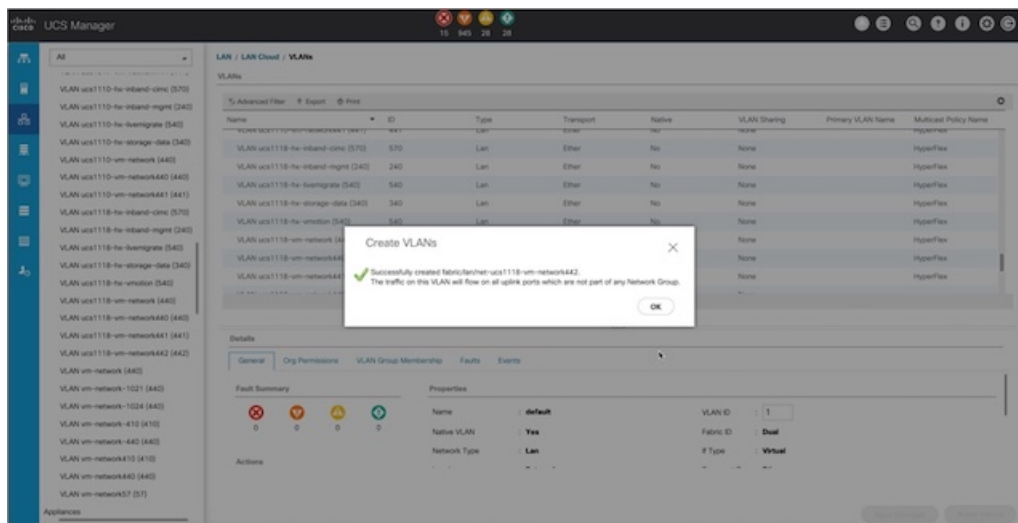 cisco UCS Manager
15 945 28 28
All
LAN / LAN Cloud / VLANs
VLANs
Advanced Filter Export Print
Name ID Type Transport Native VLAN Sharing Primary VLAN Name Multicast Policy Name
VLAN ucs1110-hx-inband-cimc (570)
VLAN ucs1110-hx-inband-mgmt (240)
VLAN ucs1110-hx-livemigrate (540)
VLAN ucs1110-hx-storage-data (340)
VLAN ucs1110-vm-network (440)
VLAN ucs1110-vm-network440 (440)
VLAN ucs1110-vm-network441 (441)
VLAN ucs1118-hx-inband-cimc (570)
VLAN ucs1118-hx-inband-mgmt (240)
VLAN ucs1118-hx-livemigrate (540)
VLAN ucs1118-hx-storage-data (340)
VLAN ucs1118-hx-vmotion (540)
VLAN ucs1118-vm-network (440)
VLAN ucs1118-vm-network440 (440)
VLAN ucs1118-vm-network441 (441)
VLAN ucs1118-vm-network442 (442)
VLAN vm-network (440)
VLAN vm-network-1021 (440)
VLAN vm-network-1024 (440)
VLAN vm-network-410 (410)
VLAN vm-network-440 (440)
VLAN vm-network410 (410)
VLAN vm-network440 (440)
VLAN vm-network57 (57)
Appliances
VLAN ucs1118-hx-inband-cimc (570) 570 Lan Ether No None HyperFlex
VLAN ucs1118-hx-inband-mgmt (240) 240 Lan Ether No None HyperFlex
VLAN ucs1118-hx-livemigrate (540) 540 Lan Ether No None HyperFlex
VLAN ucs1118-hx-storage-data (340) 340 Lan Ether No None HyperFlex
VLAN ucs1118-hx-vmotion (540) 540 Lan Ether No None HyperFlex
VLAN ucs1118-vm-network None HyperFlex
VLAN ucs1118-vm-network440 None HyperFlex
VLAN ucs1118-vm-network44 None HyperFlex
Create VLANs
Successfully created fabric/lan/net-ucs1118-vm-network442.
The traffic on this VLAN will flow on all uplink ports which are not part of any Network Group.
OK
Details
General Org Permissions VLAN Group Membership Faults Events
Fault Summary
0 0 0 0
Actions
Properties
Name : default VLAN ID : 1
Native VLAN : Yes Fabric ID : Dual
Network Type : Lan If Type : Virtual